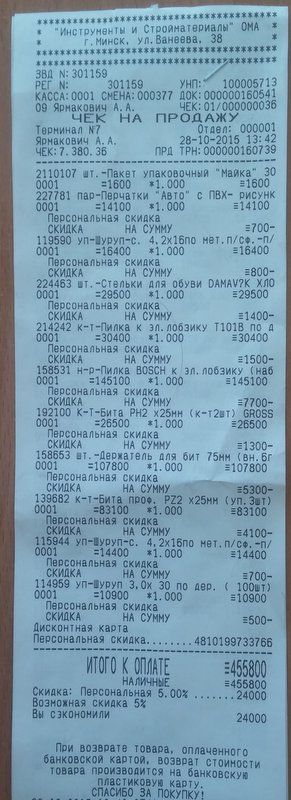 ************************************
* "Инструменты и Стройматериалы" ОМА
* г.Минск, ул.Ванеева, 38 *
************************************
ЗВД N:301159
РЕГ N: 301159 УНП: 100005713
КАССА:0001 СМЕНА:000377 ДОК:000000160541
09 Ярмакович А.А. ЧЕК:01/000000036
ЧЕК НА ПРОДАЖУ
Терминал N7 Отдел: 000001
Ярмакович А.А. 28-10-2015 13:42
ЧЕК:7.380.36 ПРД ТРН:000000160739
2110107 шт.-Пакет упаковочный "Майка" 30
0001 =1600 *1.000 ≡1600
227781 пар-Перчатки "Авто" с ПВХ- рисунк
0001 =14100 *1.000 ≡14100
Персональная скидка
СКИДКА НА СУММУ ≡700-
119590 уп-Шуруп-с. 4,2х16по мет.п/сф.-п/
0001 =16400 *1.000 ≡16400
Персональная скидка
СКИДКА НА СУММУ ≡800-
224463 шт.-Стельки для обуви DAMAV?K ХЛО
0001 =29500 *1.000 ≡29500
Персональная скидка
СКИДКА НА СУММУ ≡1400-
214242 к-т-Пилка к эл.лобзику Т101В по д
0001 =30400 *1.000 ≡30400
Персональная скидка
СКИДКА НА СУММУ ≡1500-
158531 н-р-Пилка BOSCH к эл.лобзику (наб
0001 =145100 *1.000 ≡145100
Персональная скидка
СКИДКА НА СУММУ ≡7700-
192100 К-Т-Бита PH2 х25мм (к-т2шт) GROSS
0001 =26500 *1.000 ≡26500
Персональная скидка
СКИДКА НА СУММУ ≡1300-
158653 шт.-Держатель для бит 75мм (вн.6г
0001 =107800 *1.000 ≡107800
Персональная скидка
СКИДКА НА СУММУ ≡5300-
139682 к-т-Бита проф. PZ2 х25мм (уп.3шт)
0001 =83100 *1.000 ≡83100
Персональная скидка
СКИДКА НА СУММУ ≡4100-
115944 уп-Шуруп-с. 4,2х16по мет.п/сф.-п/
0001 =14400 *1.000 ≡14400
Персональная скидка
СКИДКА НА СУММУ ≡700-
114959 уп-Шуруп 3,0х 30 по дер. ( 100шт)
0001 =10900 *1.000 ≡10900
Персональная скидка
СКИДКА НА СУММУ ≡500-
Дисконтная карта
Персональная скидка........4810199733766
ИТОГО К ОПЛАТЕ ≡455800
НАЛИЧНЫЕ ≡455800
Скидка: Персональная 5.00% ...... 24000
Возможная скидка 5%
Вы сэкономили 24000
При возврате товара, оплаченного
банковской картой, возврат стоимости
товара производится на банковскую
пластиковую карту.
СПАСИБО ЗА ПОКУПКУ!